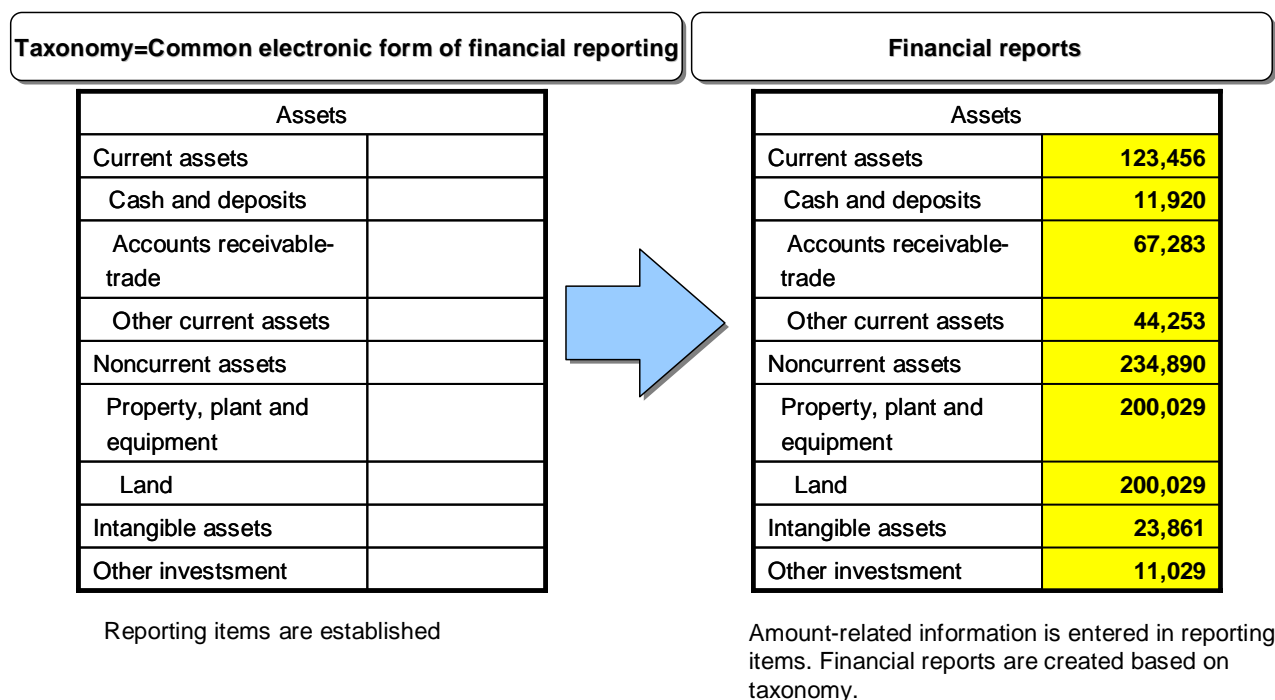 Taxonomy=Common electronic form of financial reporting
Financial reports
Assets
Current assets
Cash and deposits
Accounts receivable-
trade
Other current assets
Noncurrent assets
Property, plant and
equipment
Land
Intangible assets
Other investsment
Reporting items are established
Assets
Current assets 123,456
Cash and deposits 11,920
Accounts receivable- 67,283
trade
Other current assets 44,253
Noncurrent assets 234,890
Property, plant and 200,029
equipment
Land 200,029
Intangible assets 23,861
Other investsment 11,029
Amount-related information is entered in reporting
items. Financial reports are created based on
taxonomy.